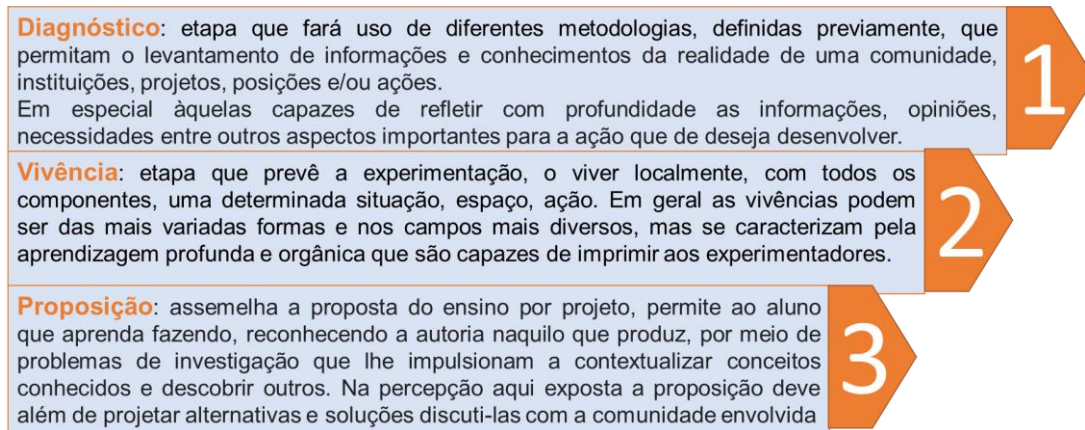 Diagnóstico: etapa que fará uso de diferentes metodologias, definidas previamente, que
permitam o levantamento de informações e conhecimentos da realidade de uma comunidade,
instituições, projetos, posições e/ou ações.
Em especial àquelas capazes de refletir com profundidade as informações, opiniões,
necessidades entre outros aspectos importantes para a ação que de deseja desenvolver.
1
Vivência: etapa que prevê a experimentação, o viver localmente, com todos os
componentes, uma determinada situação, espaço, ação. Em geral as vivências podem
ser das mais variadas formas e nos campos mais diversos, mas se caracterizam pela
aprendizagem profunda e orgânica que são capazes de imprimir aos experimentadores.
2
Proposição: assemelha a proposta do ensino por projeto, permite ao aluno
que aprenda fazendo, reconhecendo a autoria naquilo que produz, por meio de
problemas de investigação que lhe impulsionam a contextualizar conceitos
conhecidos e descobrir outros. Na percepção aqui exposta a proposição deve
além de projetar alternativas e soluções discuti-las com a comunidade envolvida
3